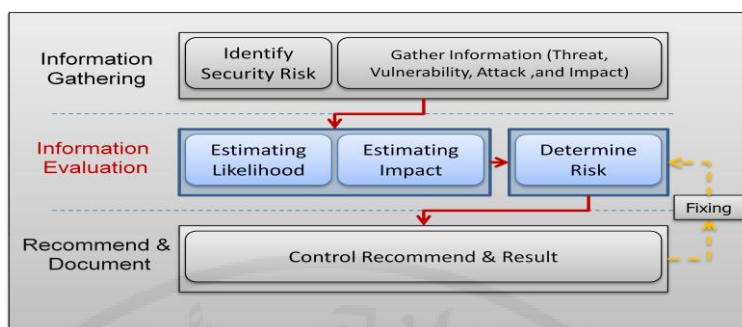 Information
Gathering
Identify
Security Risk
Gather Information (Threat,
Vulnerability, Attack ,and Impact)
Information
Evaluation
Estimating
Likelihood
Estimating
Impact
Determine
Risk
Fixing
Recommend &
Document
Control Recommend & Result